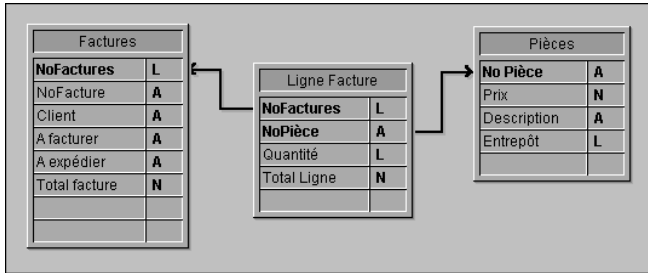 Factures
NoFactures L
NoFacture A
Client A
A facturer A
A expédier A
Total facture N
Ligne Facture
NoFactures L
NoPièce A
Quantité L
Total Ligne N
Pièces
No Pièce A
Prix N
Description A
Entrepôt L